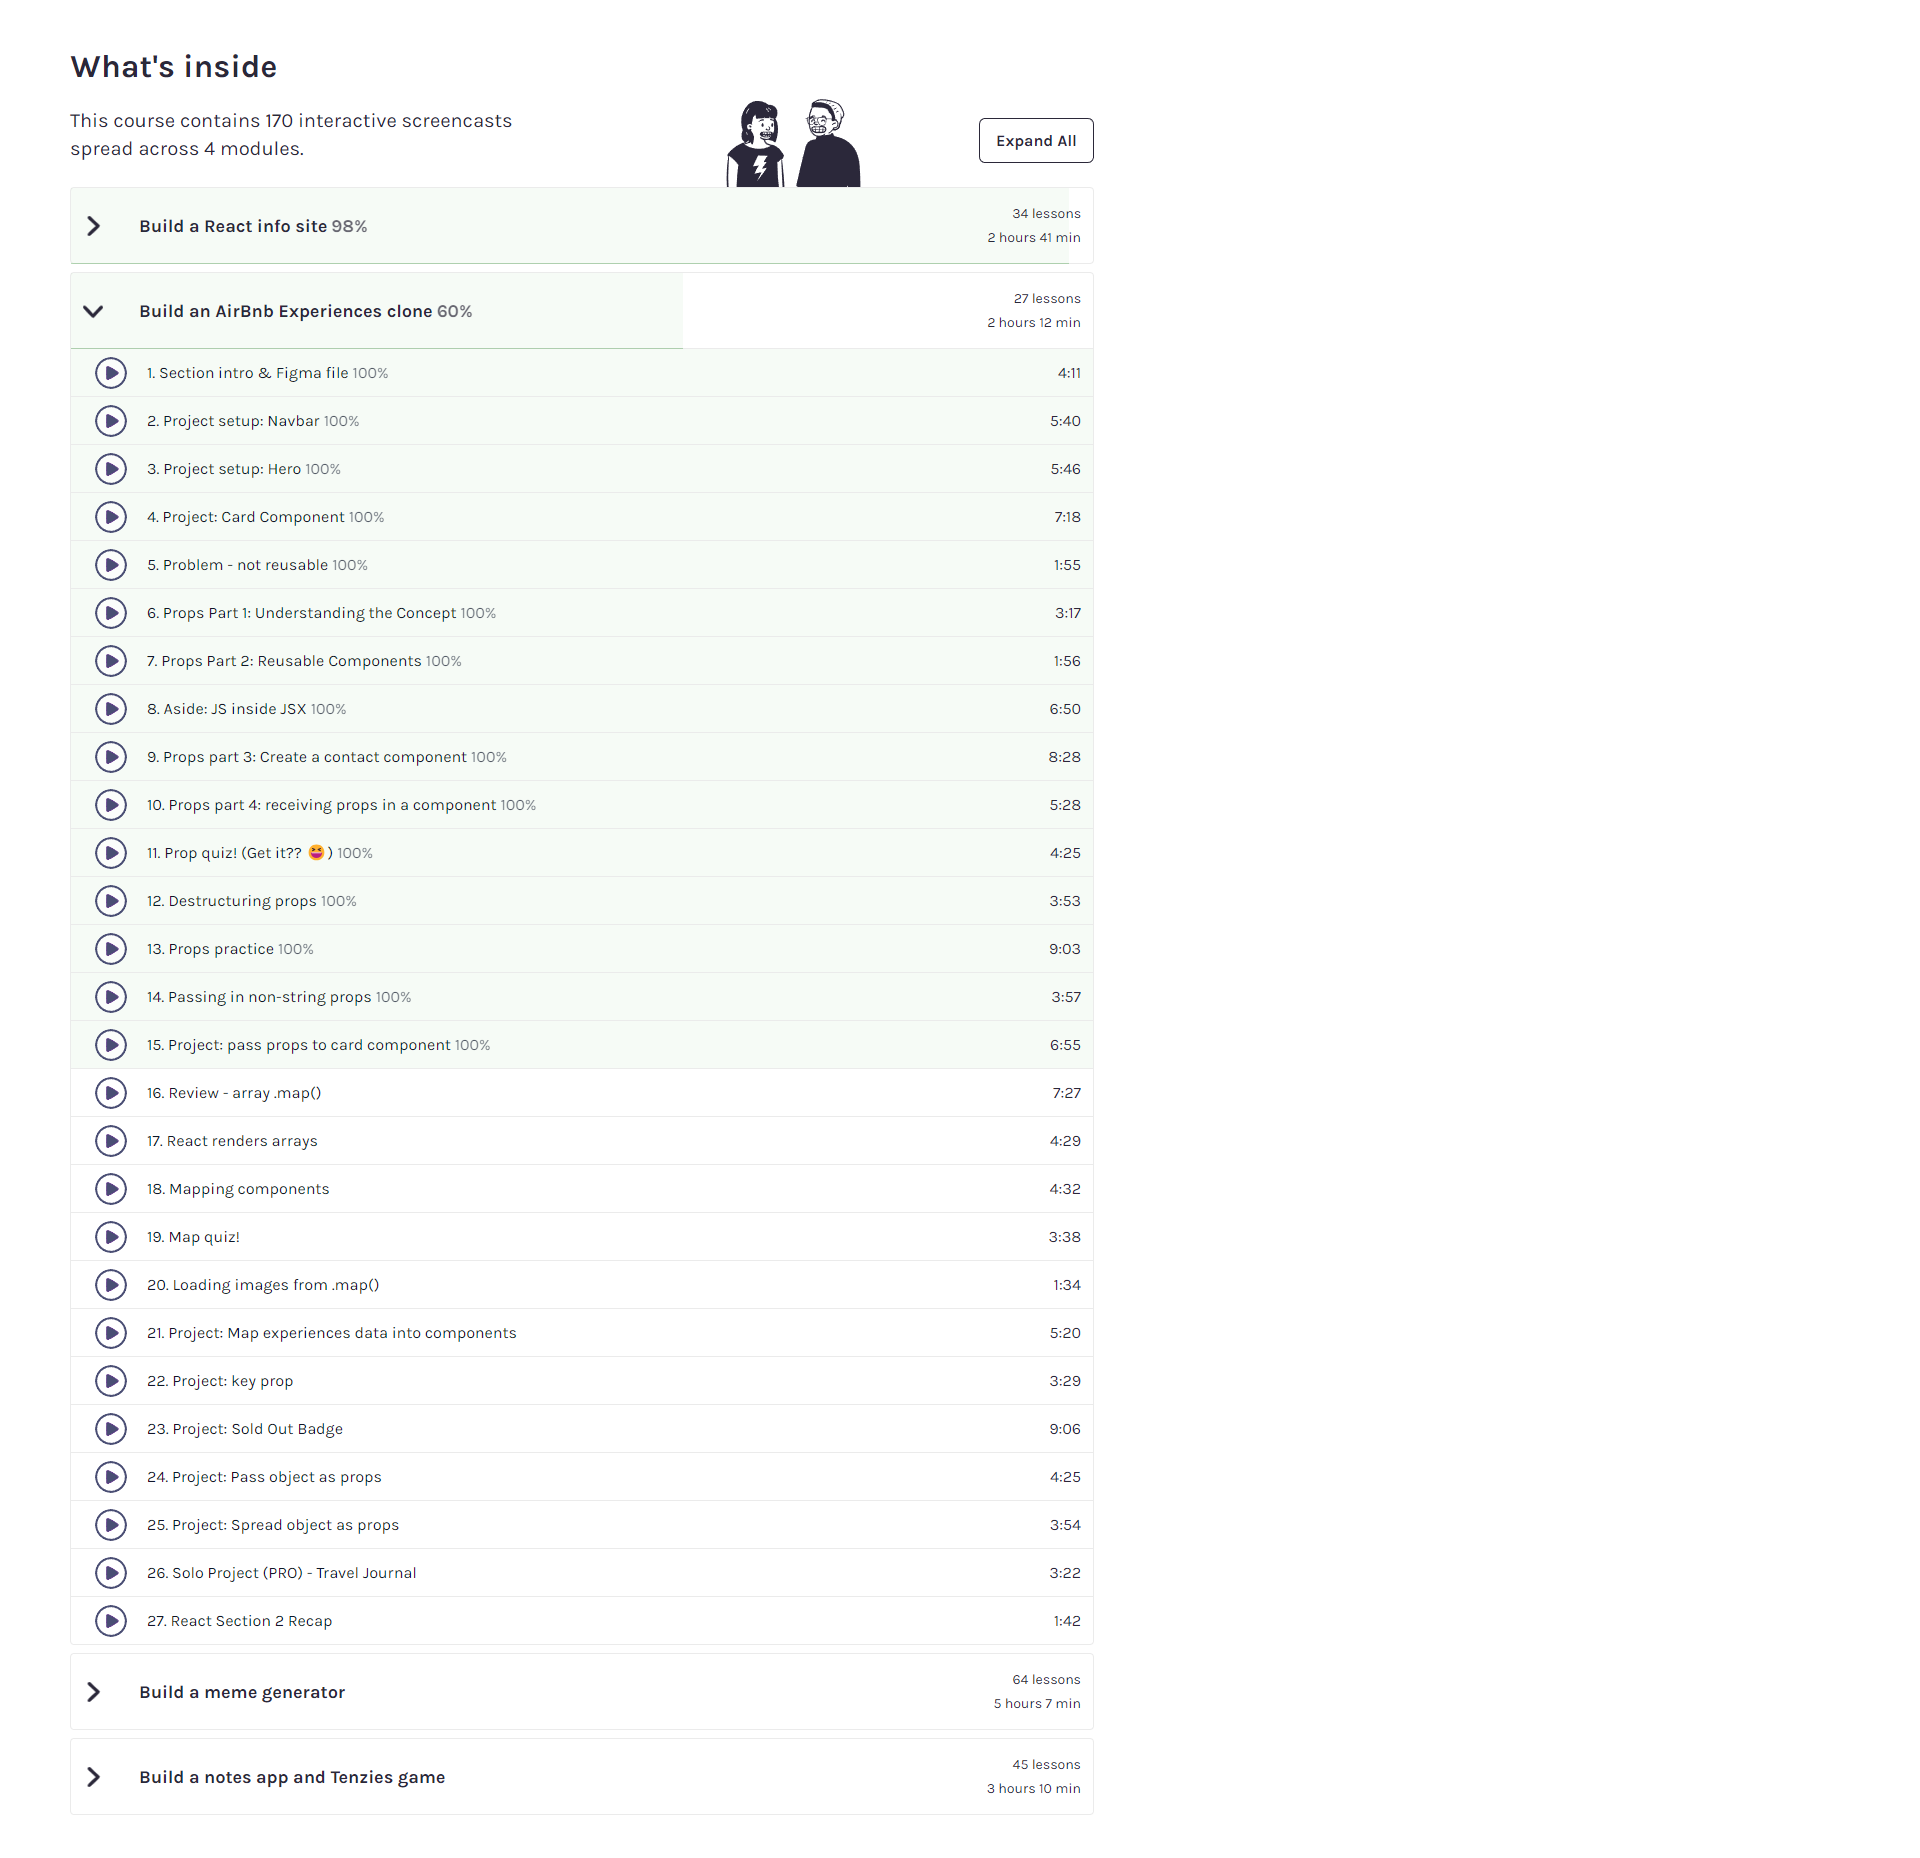 What's inside
This course contains 170 interactive screencasts
spread across 4 modules.
Expand All
Build a React info site 98%
34 lessons
2 hours 41 min
Build an AirBnb Experiences clone 60%
27 lessons
2 hours 12 min
1. Section intro & Figma file 100% 4:11
2. Project setup: Navbar 100% 5:40
3. Project setup: Hero 100% 5:46
4. Project: Card Component 100% 7:18
5. Problem - not reusable 100% 1:55
6. Props Part 1: Understanding the Concept 100% 3:17
7. Props Part 2: Reusable Components 100% 1:56
8. Aside: JS inside JSX 100% 6:50
9. Props part 3: Create a contact component 100% 8:28
10. Props part 4: receiving props in a component 100% 5:28
11. Prop quiz! (Get it?? 😆) 100% 4:25
12. Destructuring props 100% 3:53
13. Props practice 100% 9:03
14. Passing in non-string props 100% 3:57
15. Project: pass props to card component 100% 6:55
16. Review - array .map() 7:27
17. React renders arrays 4:29
18. Mapping components 4:32
19. Map quiz! 3:38
20. Loading images from .map() 1:34
21. Project: Map experiences data into components 5:20
22. Project: key prop 3:29
23. Project: Sold Out Badge 9:06
24. Project: Pass object as props 4:25
25. Project: Spread object as props 3:54
26. Solo Project (PRO) - Travel Journal 3:22
27. React Section 2 Recap 1:42
Build a meme generator
64 lessons
5 hours 7 min
Build a notes app and Tenzies game
45 lessons
3 hours 10 min